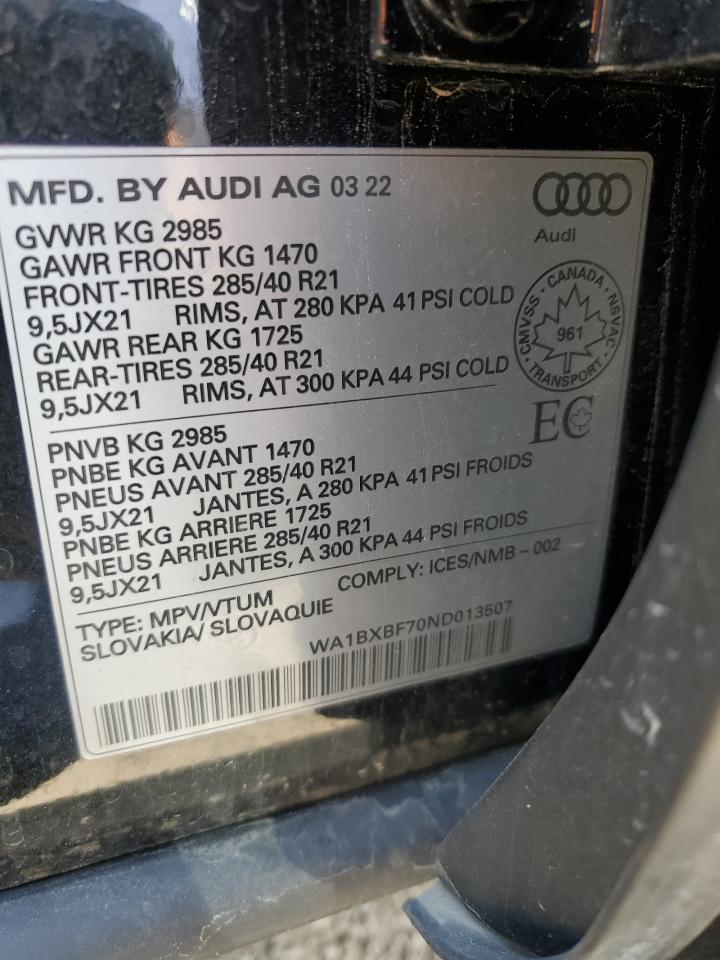 MFD. BY AUDI AG 03 22
Audi
GVWR KG 2985
GAWR FRONT KG 1470
FRONT-TIRES 285/40 R21
9,5JX21 RIMS, AT 280 KPA 41 PSI COLD
GAWR REAR KG 1725
REAR-TIRES 285/40 R21
9,5JX21 RIMS, AT 300 KPA 44 PSI COLD
CMVSS · CANADA · NSVAC · TRANSPORT ·
961
EC
PNVB KG 2985
PNBE KG AVANT 1470
PNEUS AVANT 285/40 R21
9,5JX21 JANTES, A 280 KPA 41 PSI FROIDS
PNBE KG ARRIERE 1725
PNEUS ARRIERE 285/40 R21
9,5JX21 JANTES, A 300 KPA 44 PSI FROIDS
TYPE: MPV/VTUM COMPLY: ICES/NMB - 002
SLOVAKIA/ SLOVAQUIE
WA1BXBF70ND013507